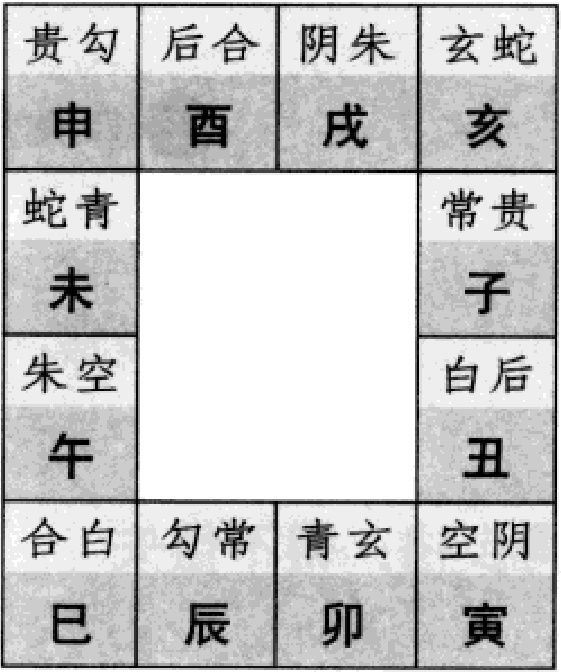 贵勾 后合 阴朱 玄蛇
申 酉 戌 亥
蛇青 常贵
未 子
朱空 白后
午 丑
合白 勾常 青玄 空阴
巳 辰 卯 寅